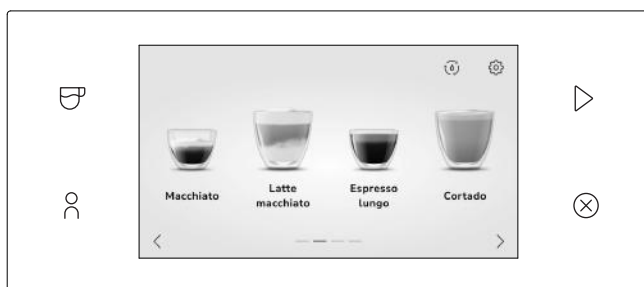 Macchiato
Latte
macchiato
Espresso
lungo
Cortado